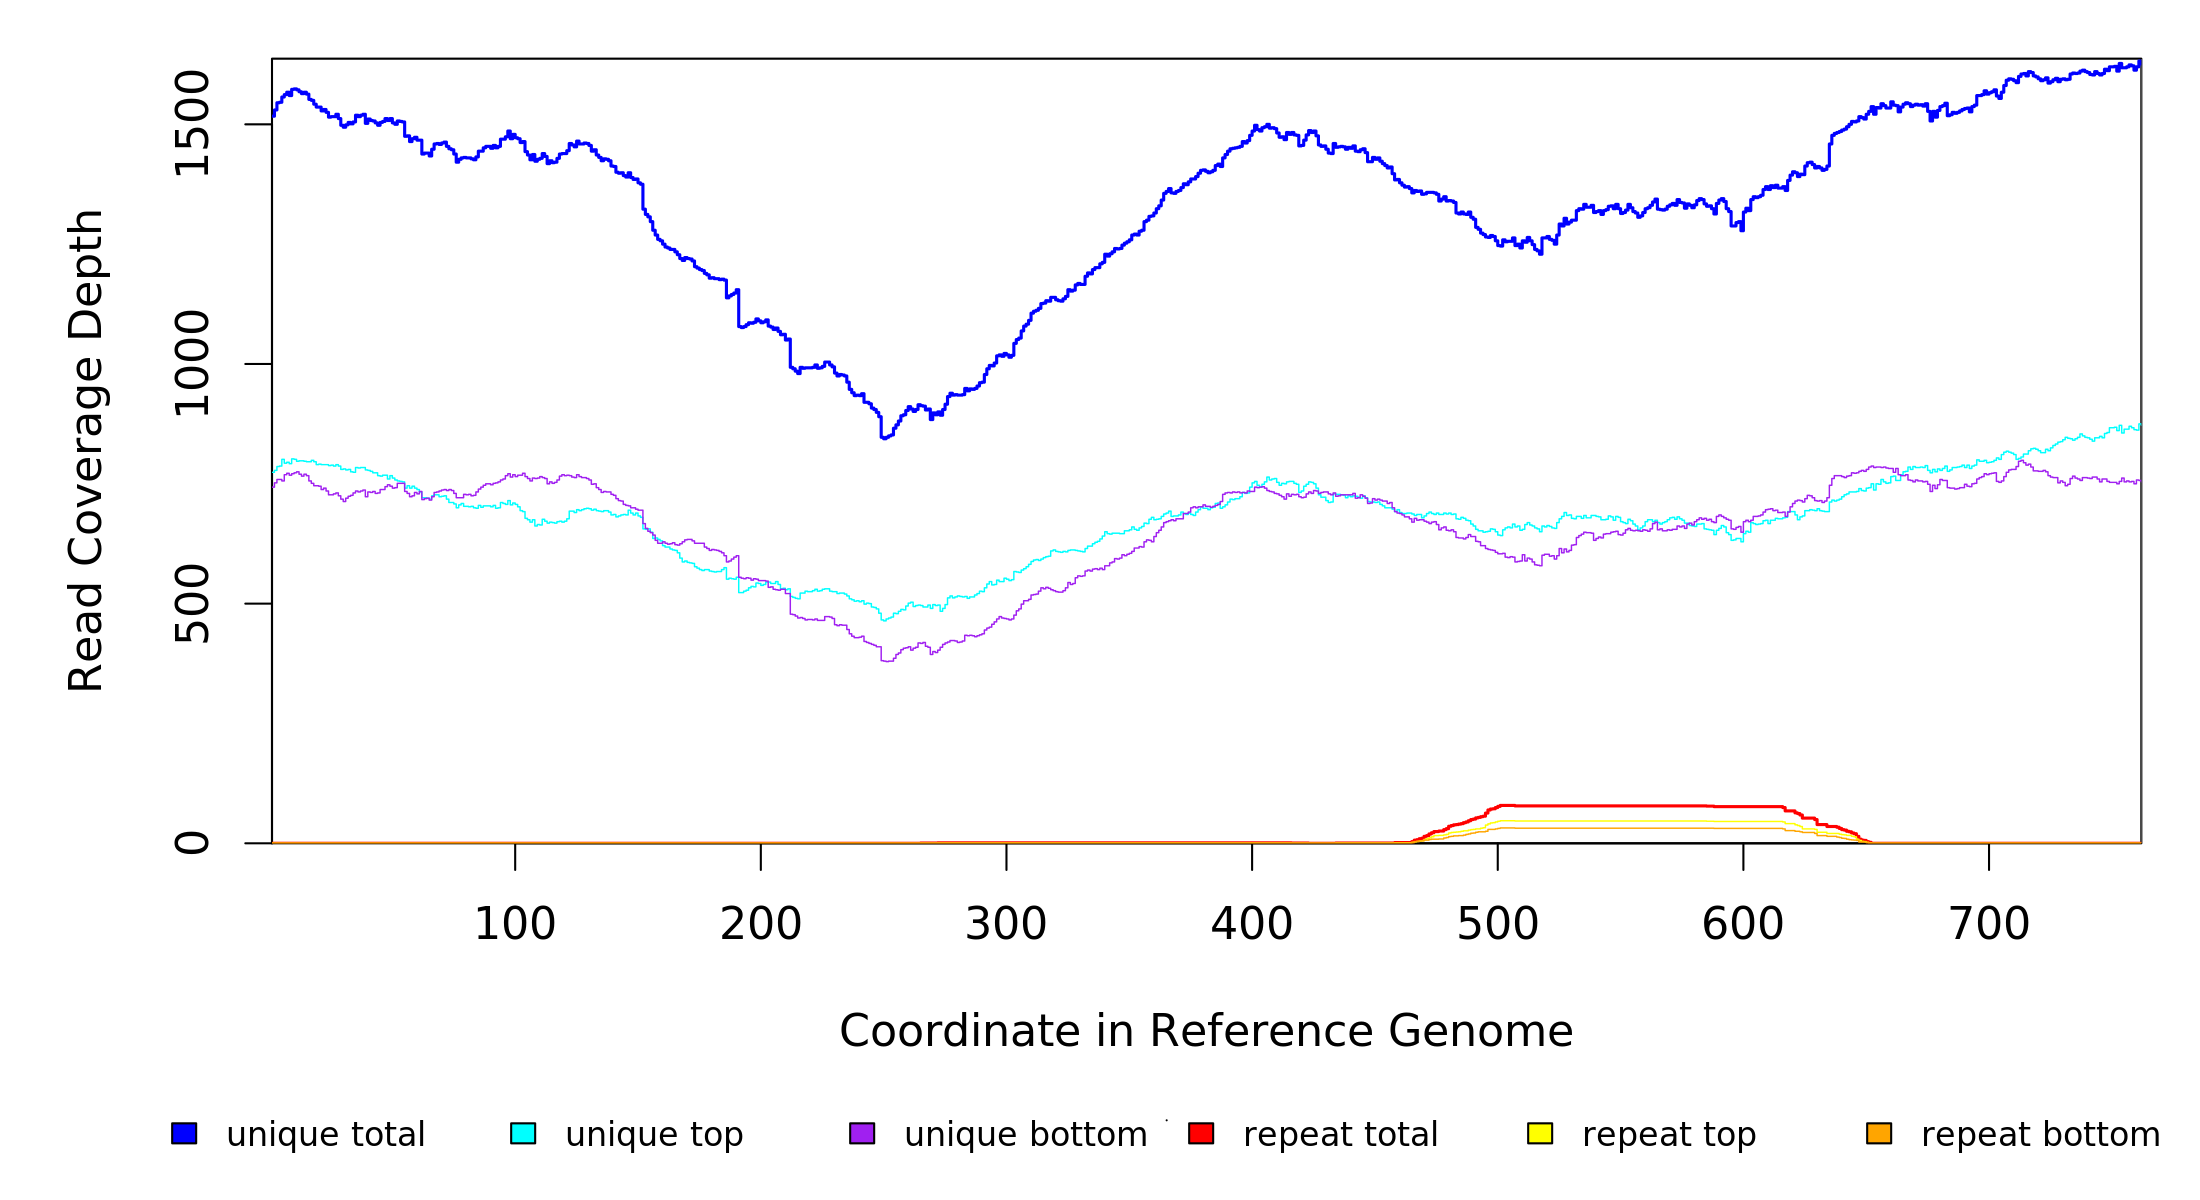 Read Coverage Depth
1500
1000
500
0
100 200 300 400 500 600 700
Coordinate in Reference Genome
unique total unique top unique bottom repeat total repeat top repeat bottom